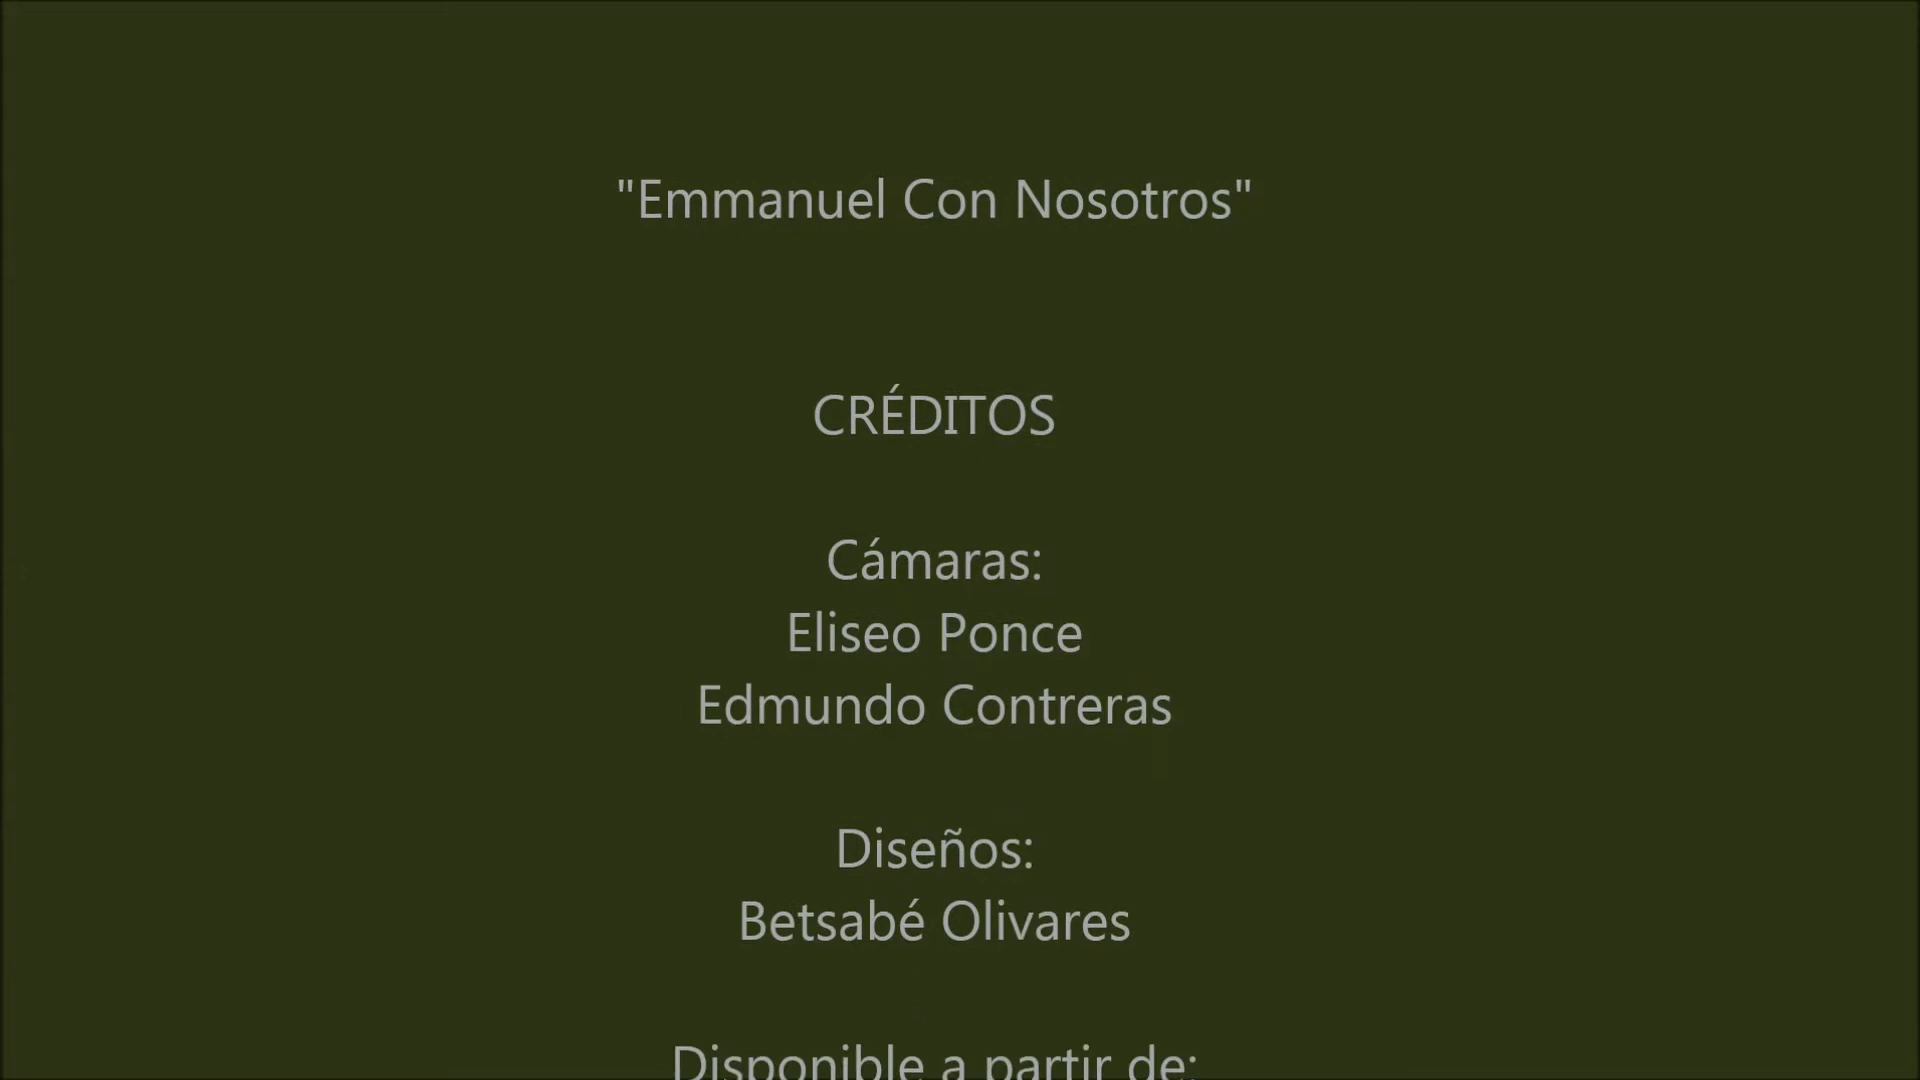 "Emmanuel Con Nosotros"
CRÉDITOS
Cámaras:
Eliseo Ponce
Edmundo Contreras
Diseños:
Betsabé Olivares
Disponible a partir de: